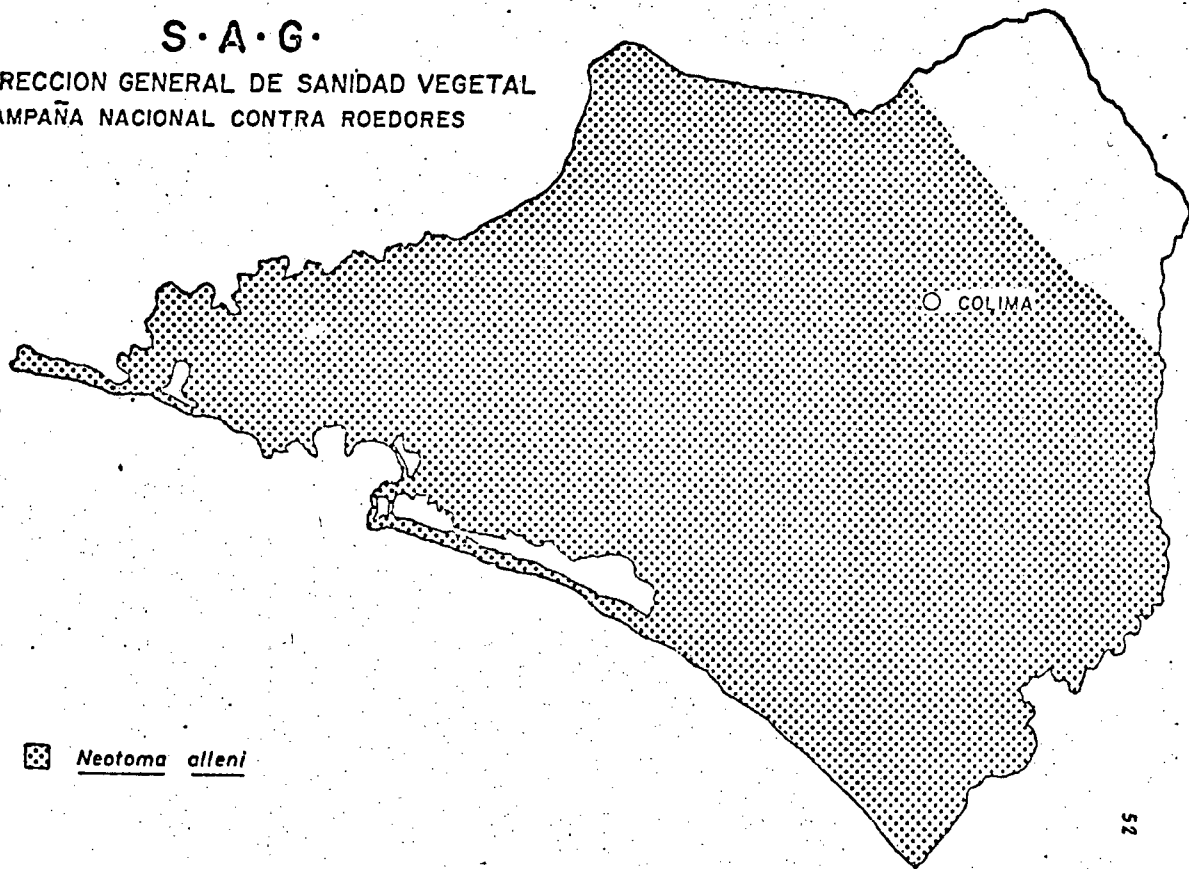 S·A·G·
RECCION GENERAL DE SANIDAD VEGETAL
AMPAÑA NACIONAL CONTRA ROEDORES
COLIMA
Neotoma alleni
52